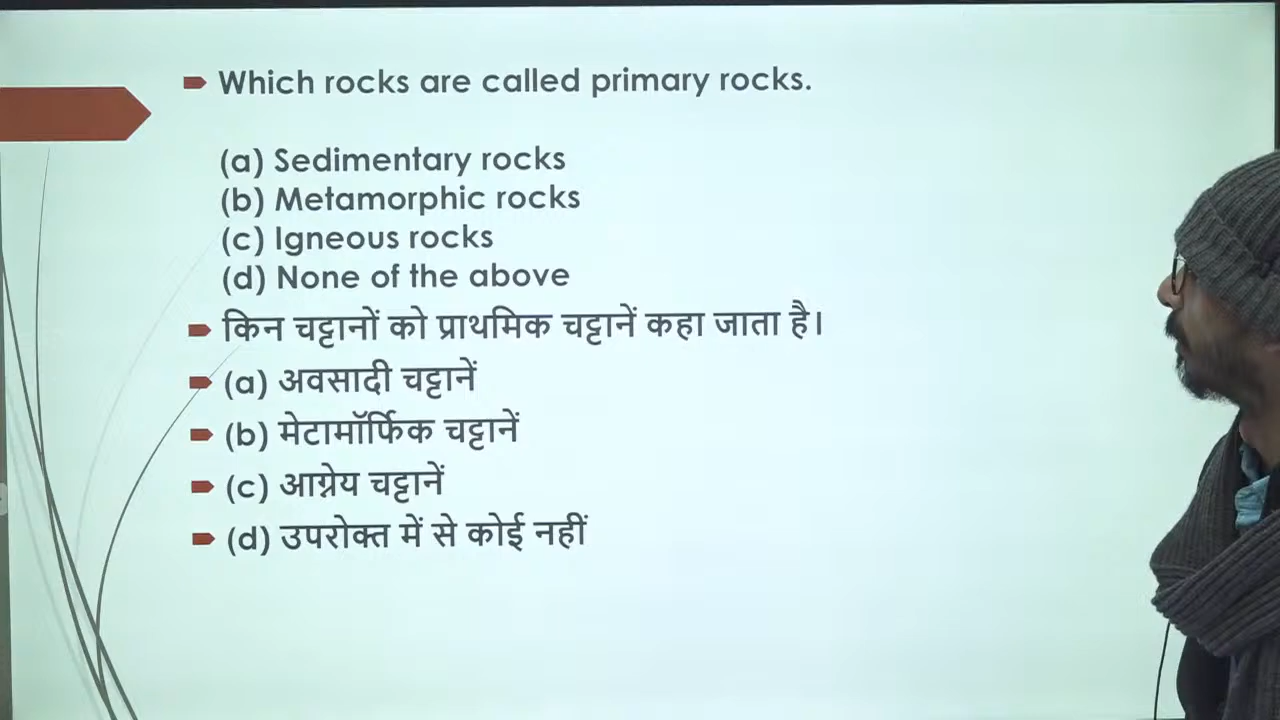 Which rocks are called primary rocks.
(a) Sedimentary rocks
(b) Metamorphic rocks
(c) Igneous rocks
(d) None of the above
किन चट्टानों को प्राथमिक चट्टानें कहा जाता है।
(a) अवसादी चट्टानें
(b) मेटामॉर्फिक चट्टानें
(c) आग्नेय चट्टानें
(d) उपरोक्त में से कोई नहीं